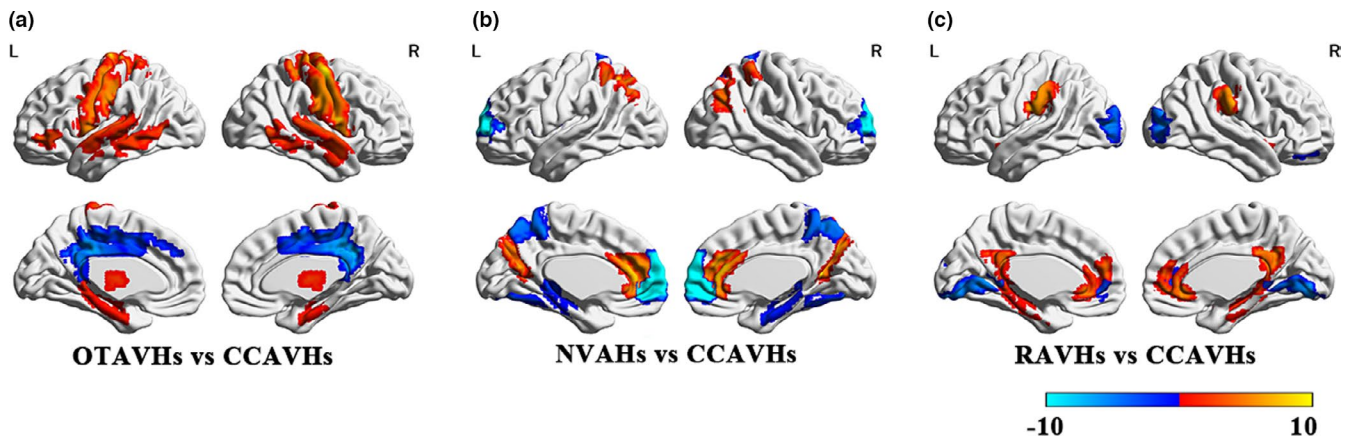 (a)
(b)
(c)
L
R
L
R
L
R
OTAVHs vs CCAVHs
NVAHs vs CCAVHs
RAVHs vs CCAVHs
-10
10